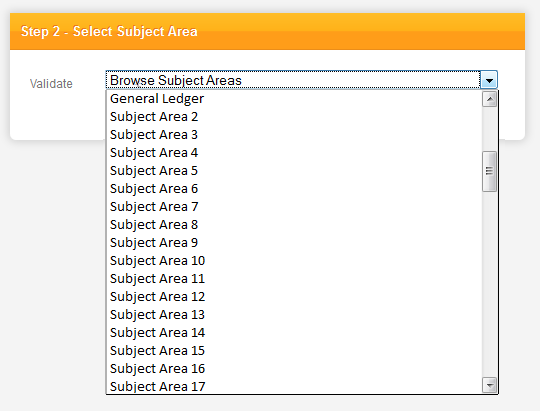 Step 2 - Select Subject Area
Validate
Browse Subject Areas
General Ledger
Subject Area 2
Subject Area 3
Subject Area 4
Subject Area 5
Subject Area 6
Subject Area 7
Subject Area 8
Subject Area 9
Subject Area 10
Subject Area 11
Subject Area 12
Subject Area 13
Subject Area 14
Subject Area 15
Subject Area 16
Subject Area 17